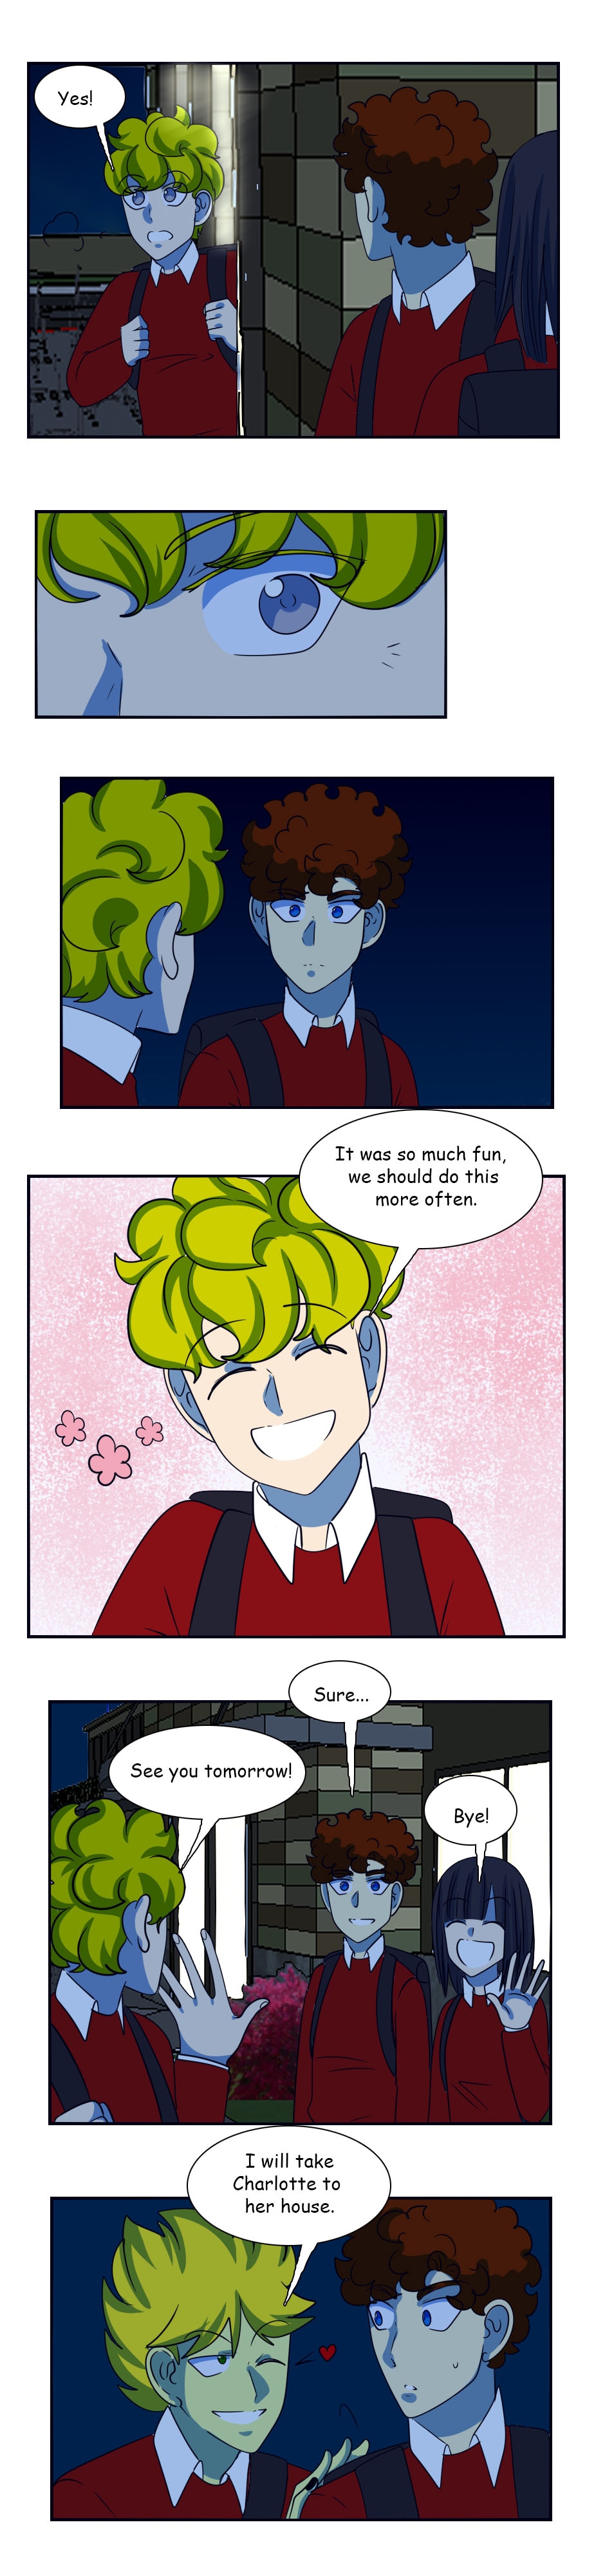 Yes!
It was so much fun,
we should do this
more often.
Sure...
See you tomorrow!
Bye!
I will take
Charlotte to
her house.